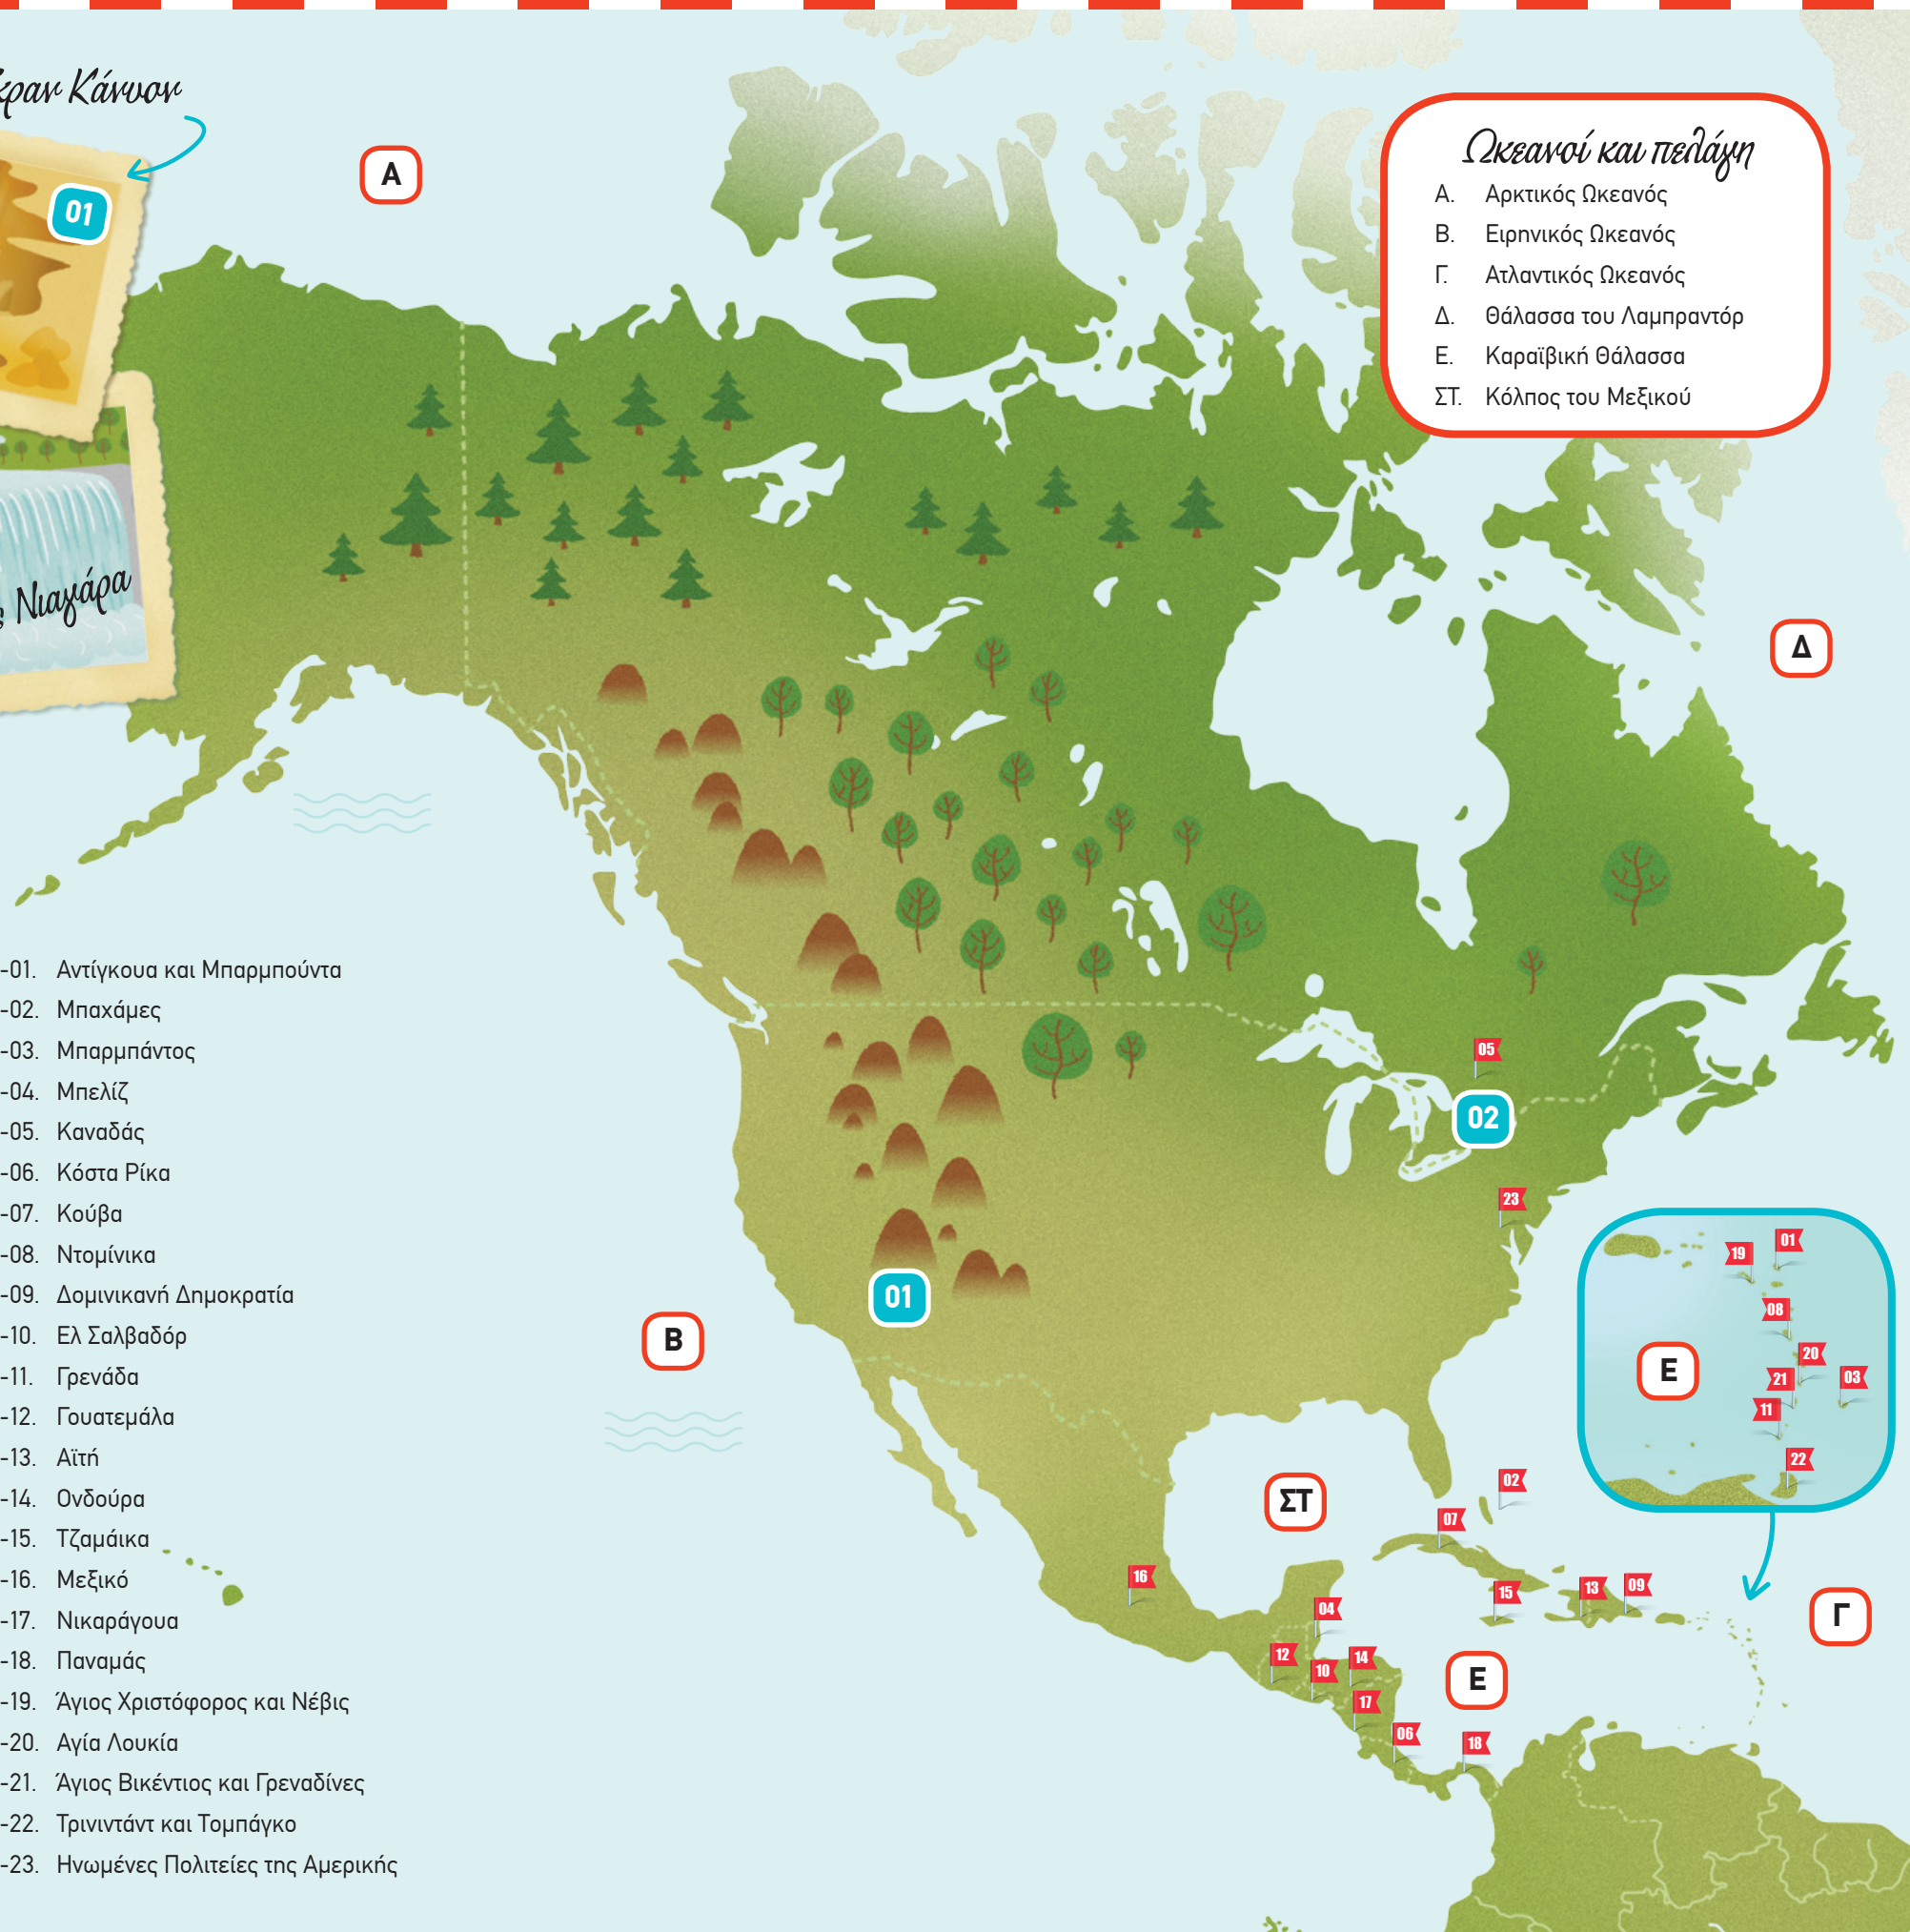 Κάνυον
01
Νιαγάρα
Α
Ωκεανοί και πελάγη
Α. Αρκτικός Ωκεανός
Β. Ειρηνικός Ωκεανός
Γ. Ατλαντικός Ωκεανός
Δ. Θάλασσα του Λαμπραντόρ
Ε. Καραϊβική Θάλασσα
ΣΤ. Κόλπος του Μεξικού
Δ
-01. Αντίγκουα και Μπαρμπούντα
-02. Μπαχάμες
-03. Μπαρμπάντος
-04. Μπελίζ
-05. Καναδάς
-06. Κόστα Ρίκα
-07. Κούβα
-08. Ντομίνικα
-09. Δομινικανή Δημοκρατία
-10. Ελ Σαλβαδόρ
-11. Γρενάδα
-12. Γουατεμάλα
-13. Αϊτή
-14. Ονδούρα
-15. Τζαμάικα
-16. Μεξικό
-17. Νικαράγουα
-18. Παναμάς
-19. Άγιος Χριστόφορος και Νέβις
-20. Αγία Λουκία
-21. Άγιος Βικέντιος και Γρεναδίνες
-22. Τρινιντάντ και Τομπάγκο
-23. Ηνωμένες Πολιτείες της Αμερικής
05
02
23
01
Β
19
01
08
20
Ε
21
03
11
22
ΣΤ
02
07
16
15
13
09
04
Γ
12
14
10
Ε
17
06
18